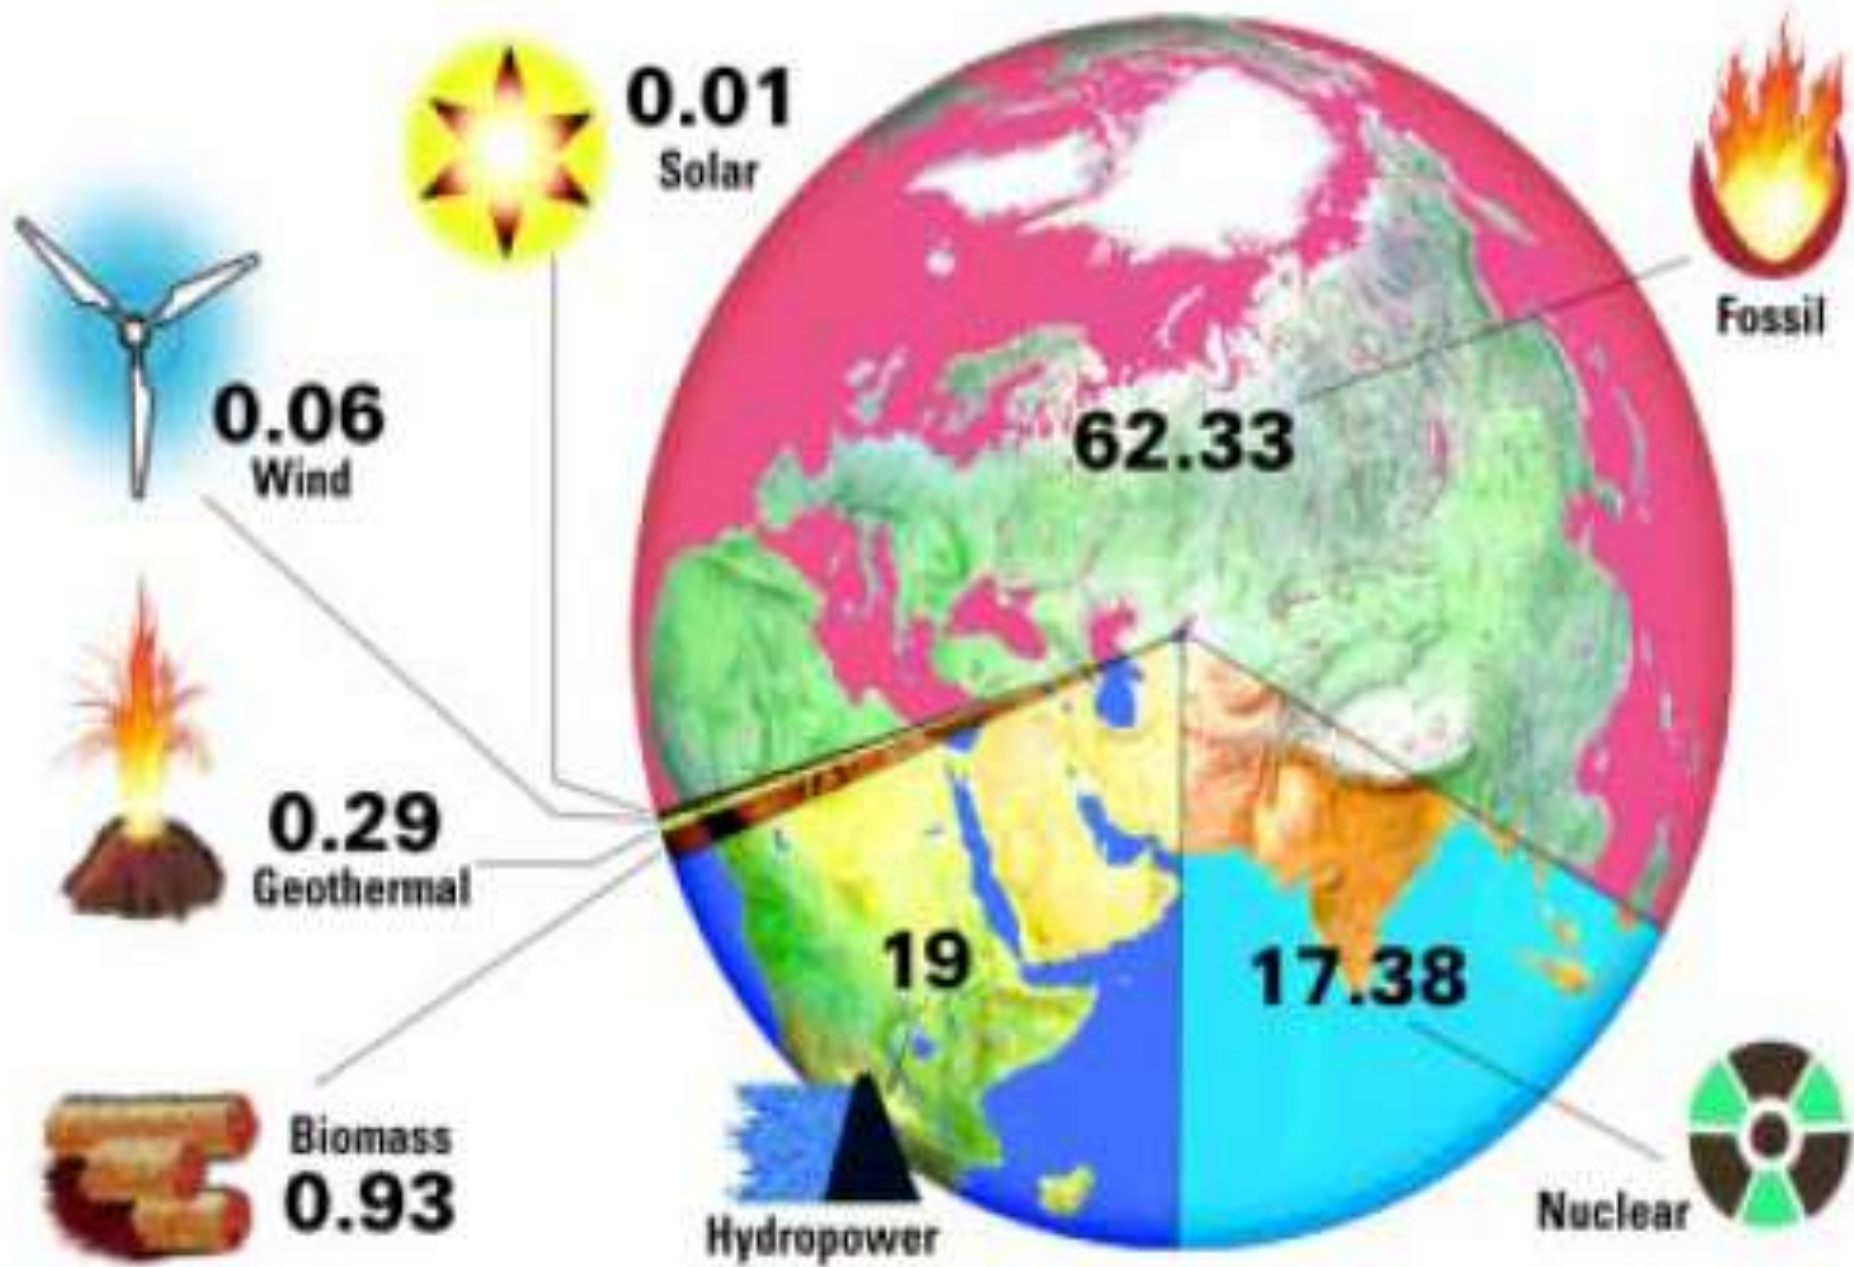 0.01
Solar
Fossil
0.06
Wind
62.33
0.29
Geothermal
19
17.38
Biomass
0.93
Hydropower
Nuclear